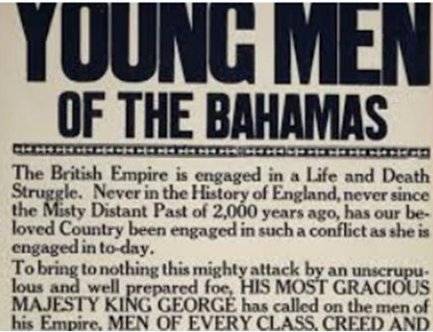 YOUNG MEN
OF THE BAHAMAS
The British Empire is engaged in a Life and Death
Struggle. Never in the History of England, never since
the Misty Distant Past of 2,000 years ago, has our be-
loved Country been engaged in such a conflict as she is
engaged in to-day.
To bring to nothing this mighty attack by an unscrupu-
lous and well prepared foe, HIS MOST GRACIOUS
MAJESTY KING GEORGE has called on the men of
his Empire, MEN OF EVERY CLASS, CREED AND